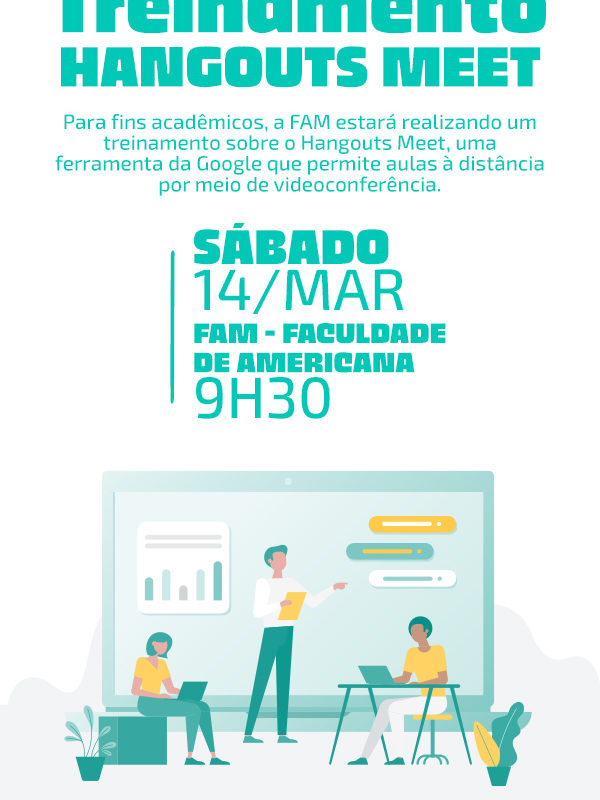 Treinamento
HANGOUTS MEET
Para fins acadêmicos, a FAM estará realizando um
treinamento sobre o Hangouts Meet, uma
ferramenta da Google que permite aulas à distância
por meio de videoconferência.
SÁBADO
14/MAR
FAM - FACULDADE
DE AMERICANA
9H30